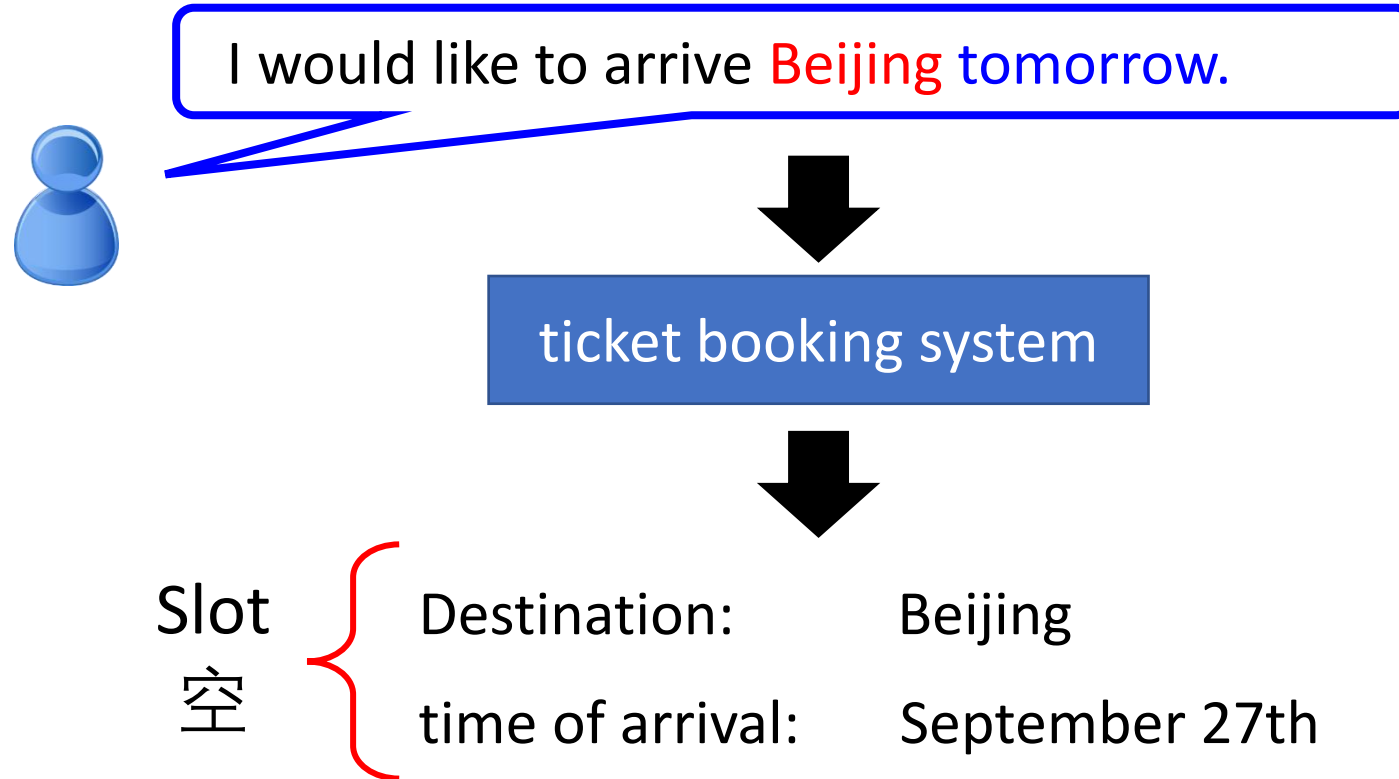 I would like to arrive Beijing tomorrow.
ticket booking system
Slot
空
Destination: Beijing
time of arrival: September 27th